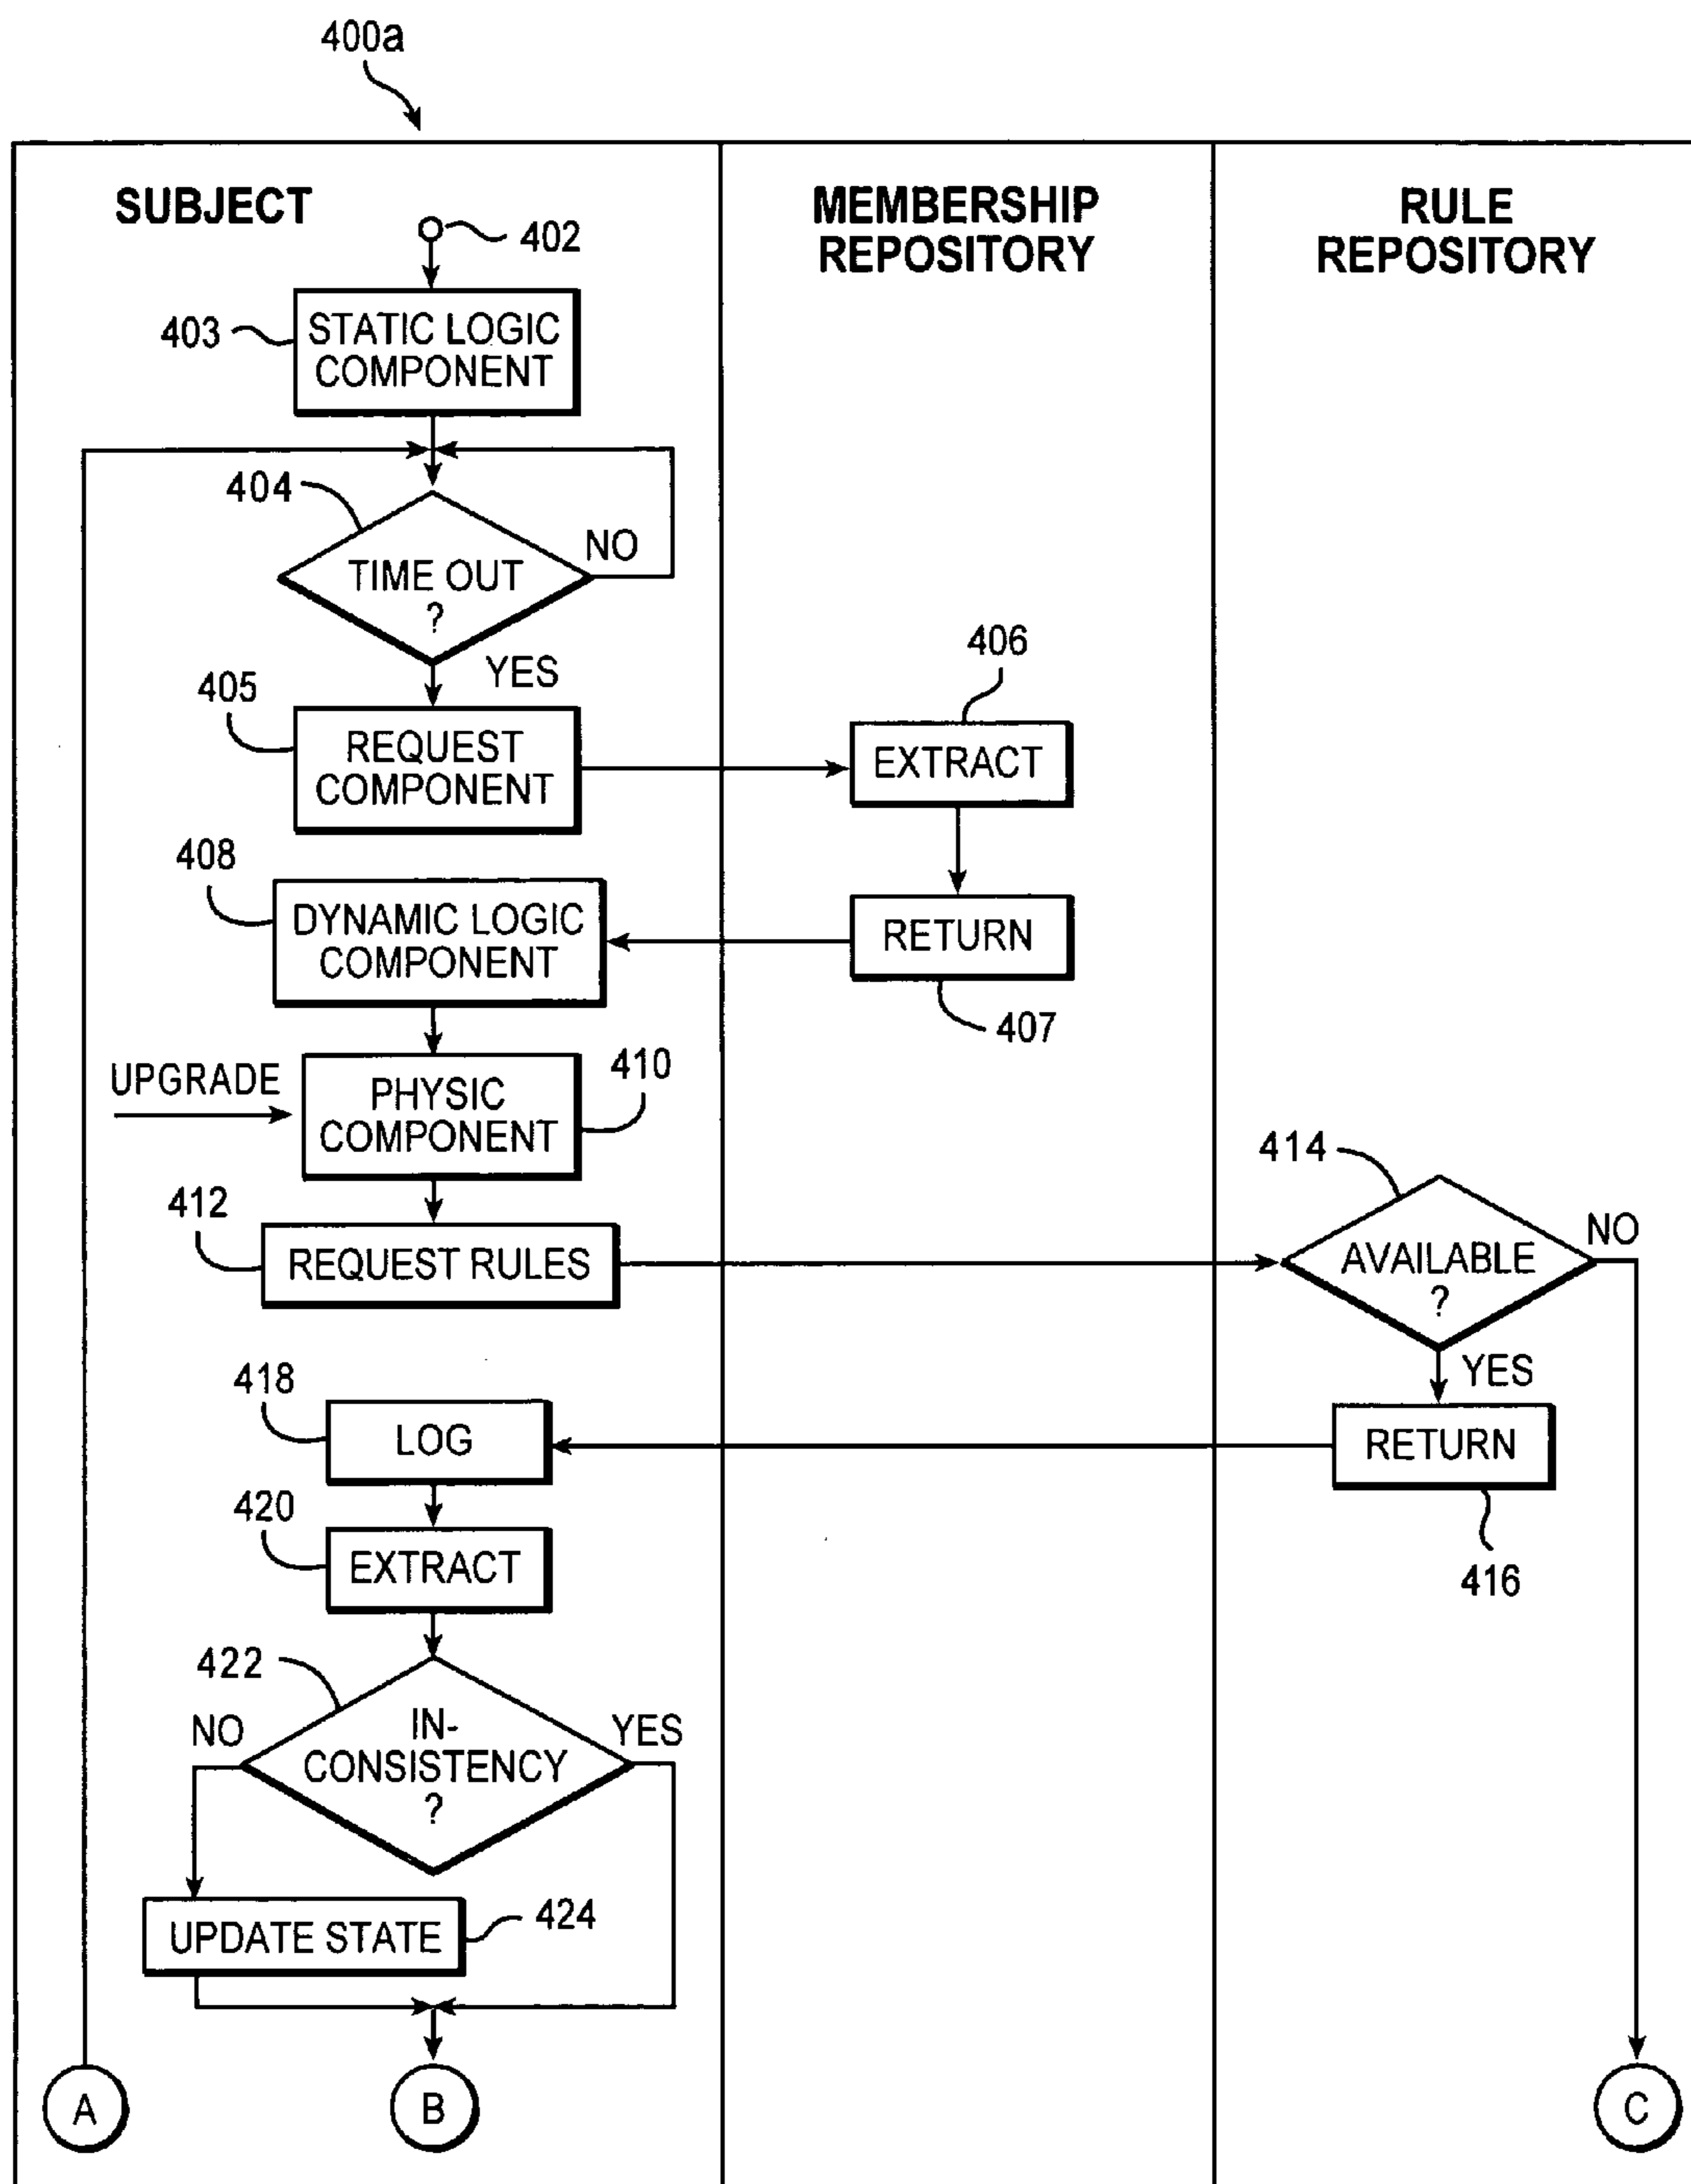 400a
SUBJECT
MEMBERSHIP
REPOSITORY
RULE
REPOSITORY
402
403
STATIC LOGIC
COMPONENT
404
NO
TIME OUT
?
YES
405
REQUEST
COMPONENT
406
EXTRACT
408
DYNAMIC LOGIC
COMPONENT
RETURN
407
UPGRADE
PHYSIC
COMPONENT
410
412
REQUEST RULES
414
NO
AVAILABLE
?
YES
418
LOG
RETURN
416
420
EXTRACT
422
NO
YES
IN-
CONSISTENCY
?
UPDATE STATE
424
A
B
C